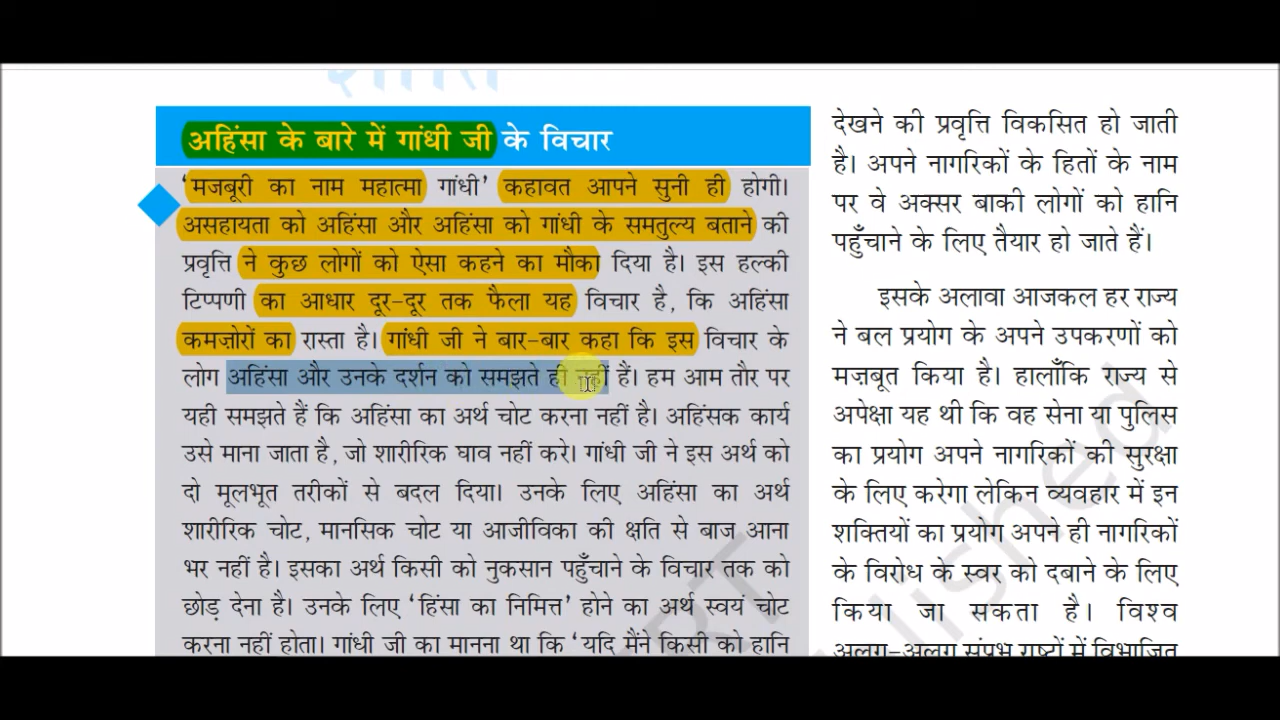 शांति
अहिंसा के बारे में गांधी जी के विचार
‘मजबूरी का नाम महात्मा गांधी’ कहावत आपने सुनी ही होगी।
असहायता को अहिंसा और अहिंसा को गांधी के समतुल्य बताने की
प्रवृत्ति ने कुछ लोगों को ऐसा कहने का मौका दिया है। इस हल्की
टिप्पणी का आधार दूर-दूर तक फैला यह विचार है, कि अहिंसा
कमजोरों का रास्ता है। गांधी जी ने बार-बार कहा कि इस विचार के
लोग अहिंसा और उनके दर्शन को समझते ही नहीं हैं। हम आम तौर पर
यही समझते हैं कि अहिंसा का अर्थ चोट करना नहीं है। अहिंसक कार्य
उसे माना जाता है, जो शारीरिक घाव नहीं करे। गांधी जी ने इस अर्थ को
दो मूलभूत तरीकों से बदल दिया। उनके लिए अहिंसा का अर्थ
शारीरिक चोट, मानसिक चोट या आजीविका की क्षति से बाज आना
भर नहीं है। इसका अर्थ किसी को नुकसान पहुँचाने के विचार तक को
छोड़ देना है। उनके लिए ‘हिंसा का निमित्त’ होने का अर्थ स्वयं चोट
करना नहीं होता। गांधी जी का मानना था कि ‘यदि मैंने किसी को हानि
देखने की प्रवृत्ति विकसित हो जाती
है। अपने नागरिकों के हितों के नाम
पर वे अक्सर बाकी लोगों को हानि
पहुँचाने के लिए तैयार हो जाते हैं।
इसके अलावा आजकल हर राज्य
ने बल प्रयोग के अपने उपकरणों को
मज़बूत किया है। हालाँकि राज्य से
अपेक्षा यह थी कि वह सेना या पुलिस
का प्रयोग अपने नागरिकों की सुरक्षा
के लिए करेगा लेकिन व्यवहार में इन
शक्तियों का प्रयोग अपने ही नागरिकों
के विरोध के स्वर को दबाने के लिए
किया जा सकता है। विश्व
अलग-अलग संप्रभु राष्ट्रों में विभाजित